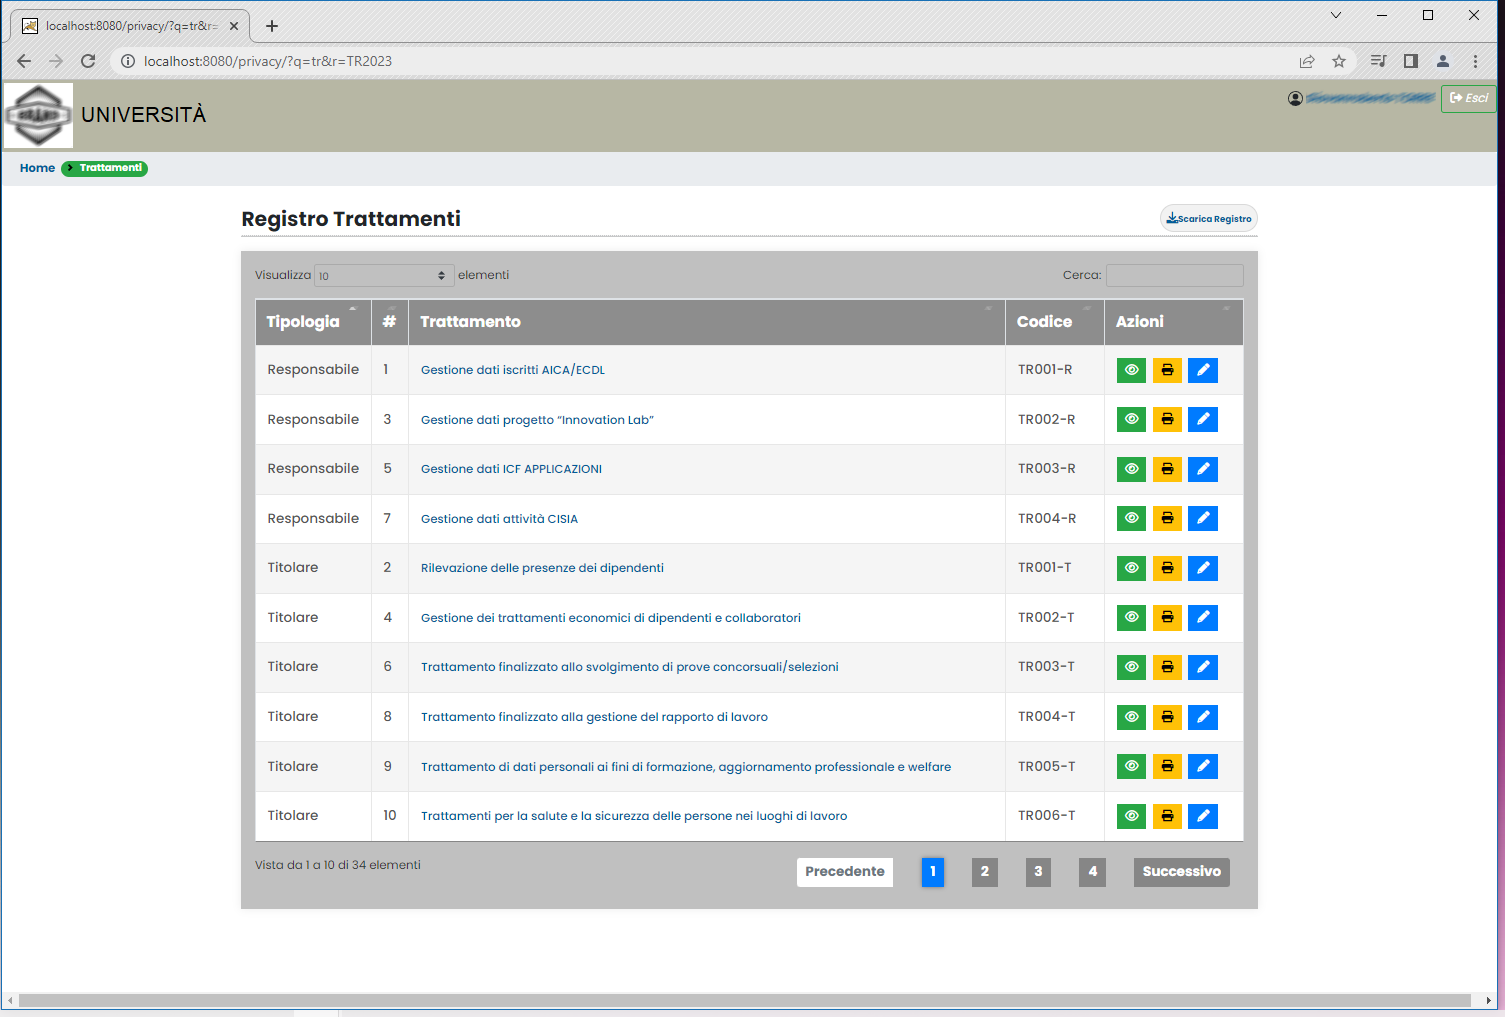 localhost:8080/privacy/?q=tr&r=
localhost:8080/privacy/?q=tr&r=TR2023
UNIVERSITÀ
Esci
Home
Trattamenti
Registro Trattamenti
Scarica Registro
Visualizza 10 elementi
Cerca:
Tipologia # Trattamento Codice Azioni
Responsabile 1 Gestione dati iscritti AICA/ECDL TR001-R
Responsabile 3 Gestione dati progetto “Innovation Lab” TR002-R
Responsabile 5 Gestione dati ICF APPLICAZIONI TR003-R
Responsabile 7 Gestione dati attività CISIA TR004-R
Titolare 2 Rilevazione delle presenze dei dipendenti TR001-T
Titolare 4 Gestione dei trattamenti economici di dipendenti e collaboratori TR002-T
Titolare 6 Trattamento finalizzato allo svolgimento di prove concorsuali/selezioni TR003-T
Titolare 8 Trattamento finalizzato alla gestione del rapporto di lavoro TR004-T
Titolare 9 Trattamento di dati personali ai fini di formazione, aggiornamento professionale e welfare TR005-T
Titolare 10 Trattamenti per la salute e la sicurezza delle persone nei luoghi di lavoro TR006-T
Vista da 1 a 10 di 34 elementi
Precedente 1 2 3 4 Successivo